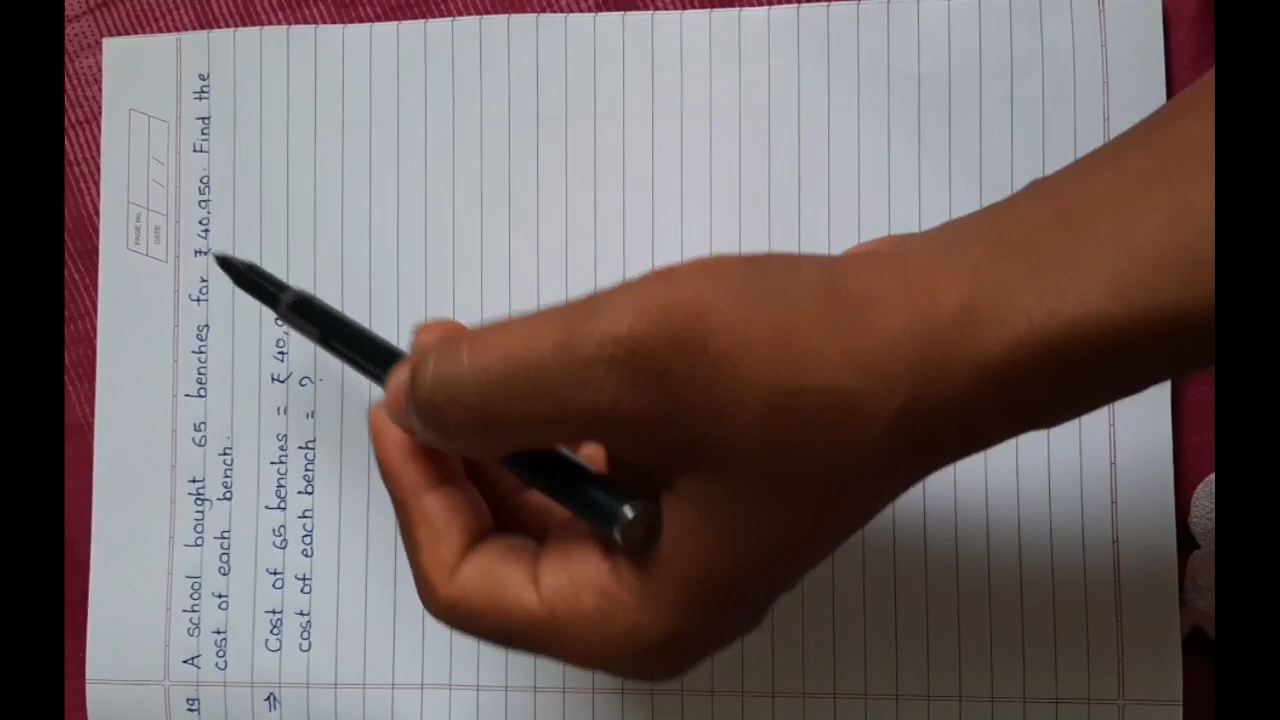 PAGE No.
DATE / /
19 A school bought 65 benches for ₹ 40,950. Find the
cost of each bench.
⇒ Cost of 65 benches = ₹ 40,9
cost of each bench = ?